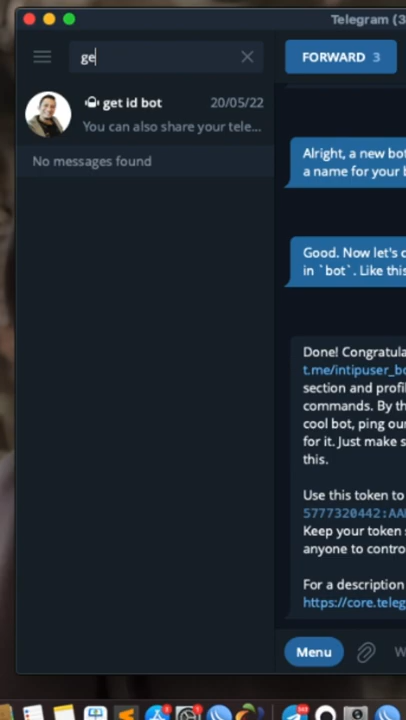 Telegram (3
ge
FORWARD 3
get id bot 20/05/22
You can also share your tele...
No messages found
Alright, a new bot
a name for your b
Good. Now let's c
in `bot`. Like this
Done! Congratula
t.me/intipuser_bo
section and profil
commands. By th
cool bot, ping our
for it. Just make s
this.
Use this token to
5777320442:AA
Keep your token s
anyone to contro
For a description
https://core.teleg
Menu
W